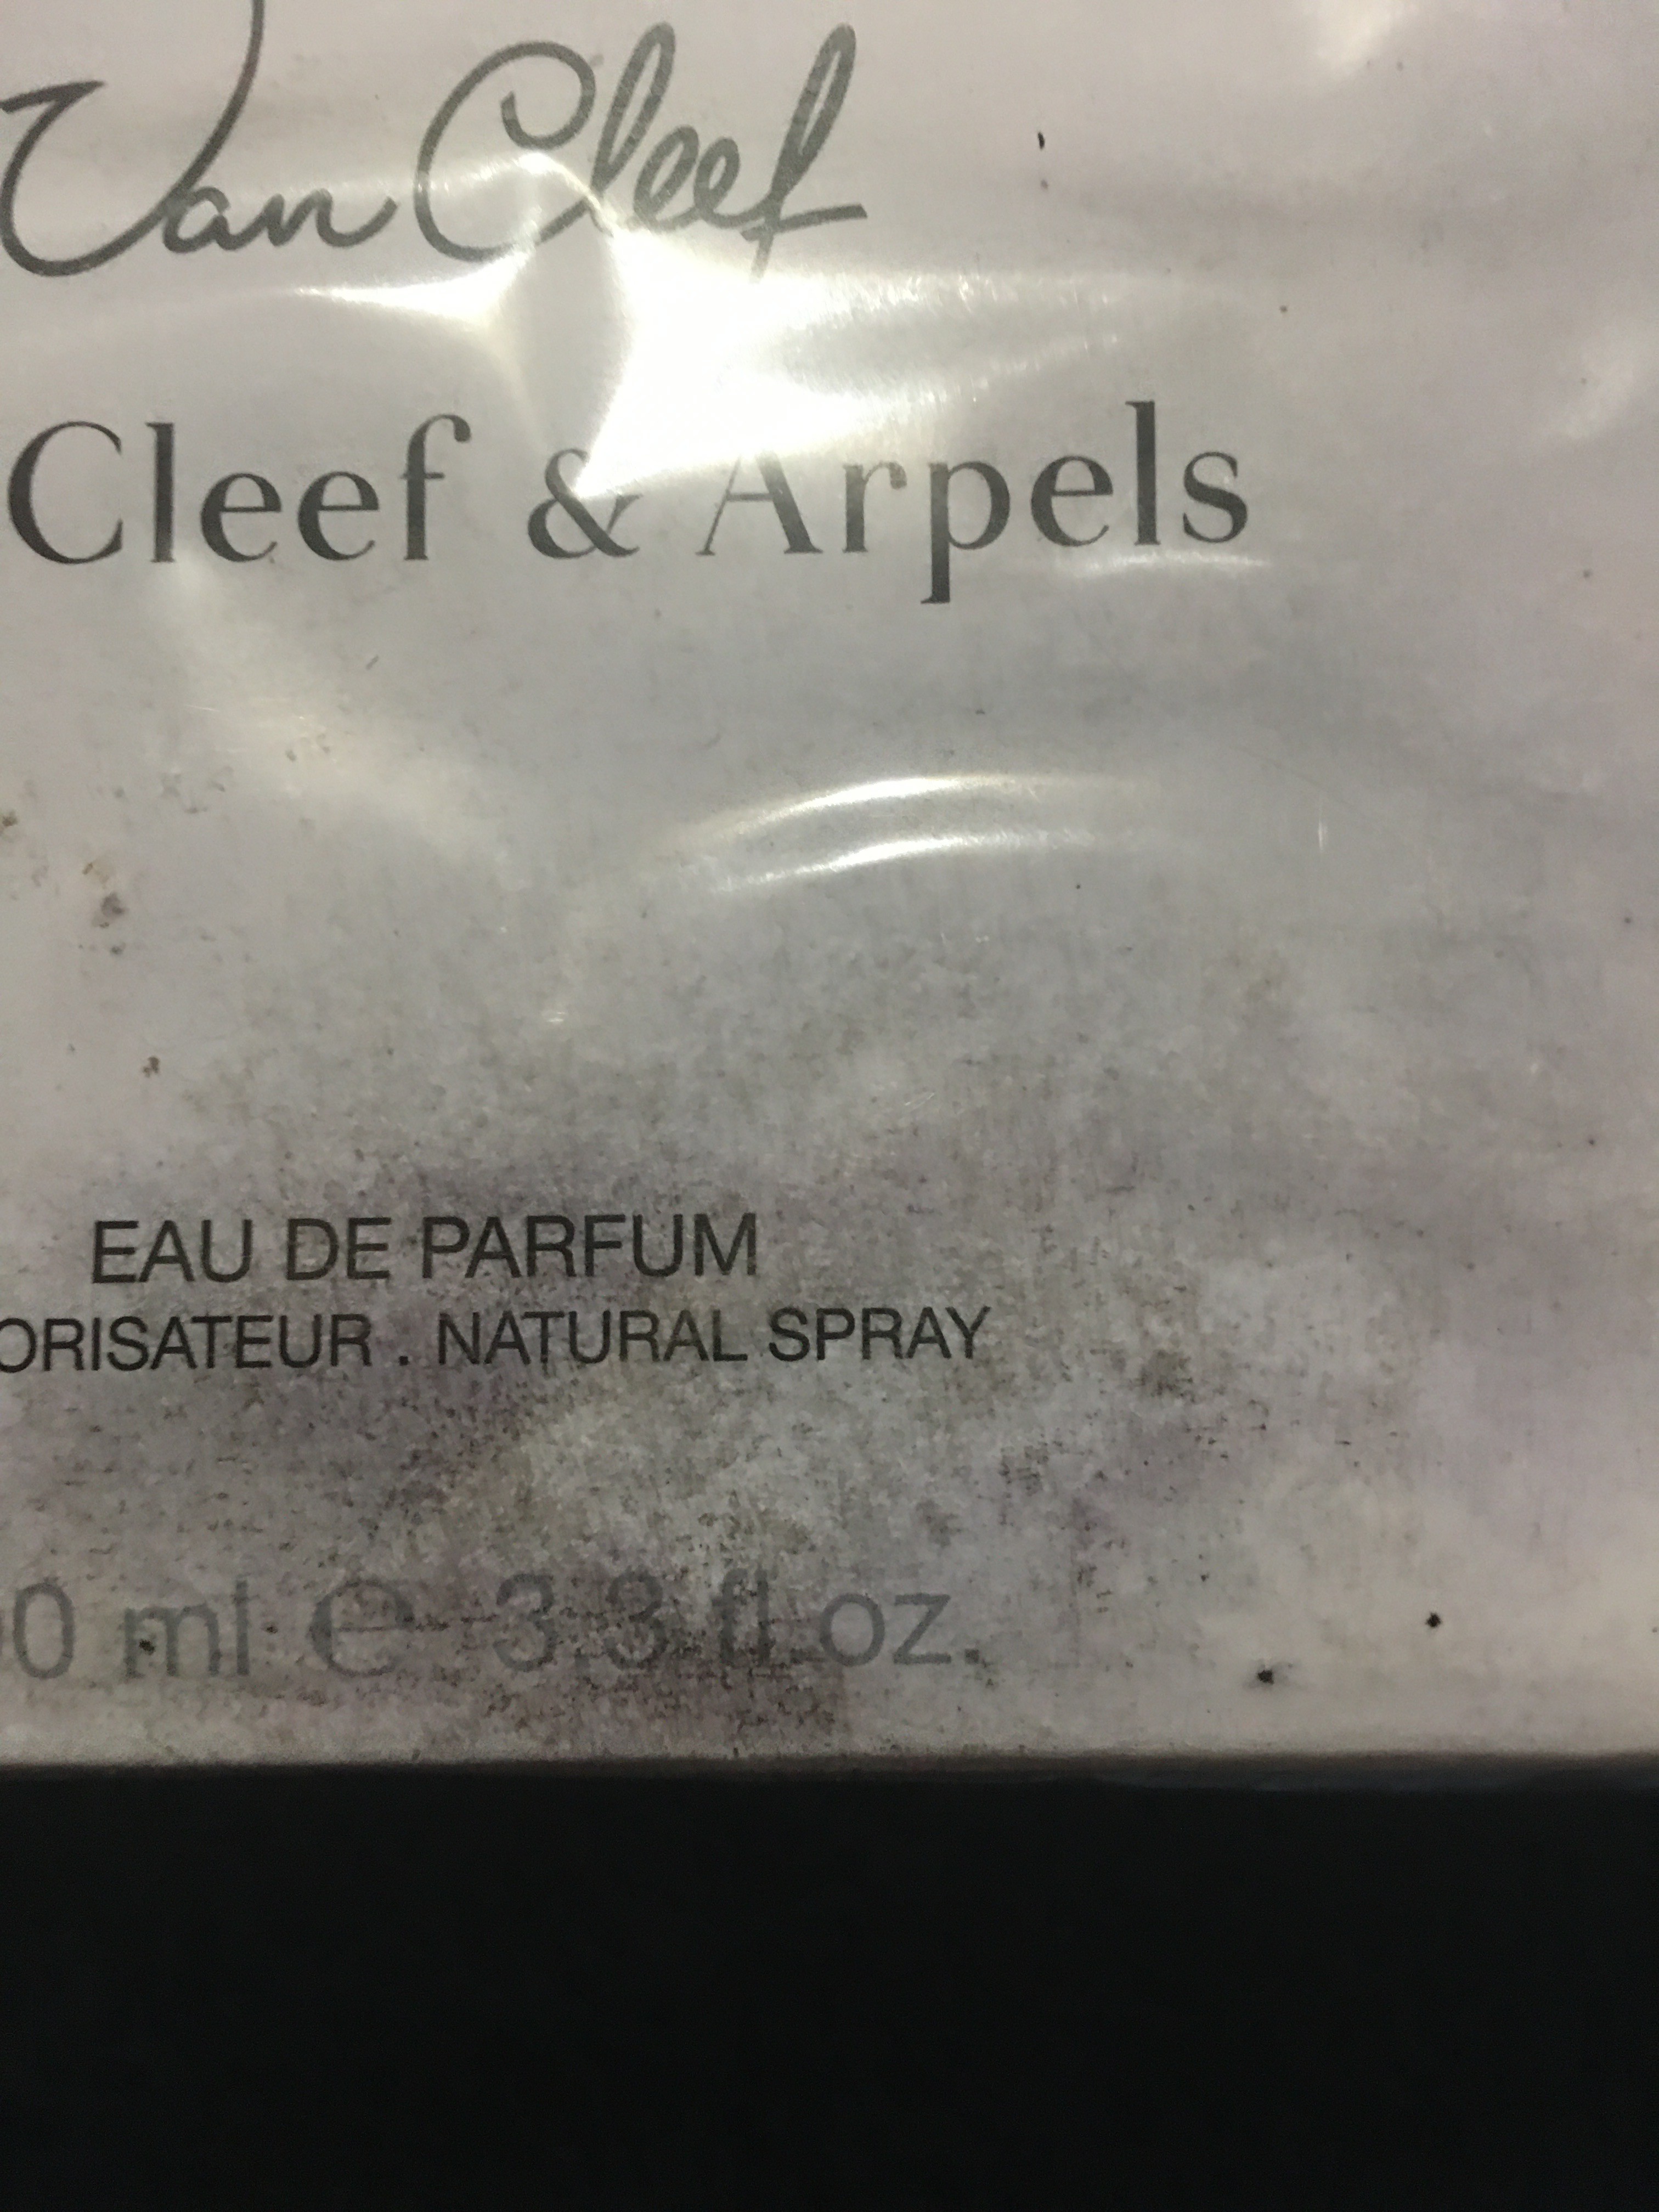 Van Cleef
Cleef & Arpels
EAU DE PARFUM
ORISATEUR . NATURAL SPRAY
0 ml e 3.3 fl. oz.